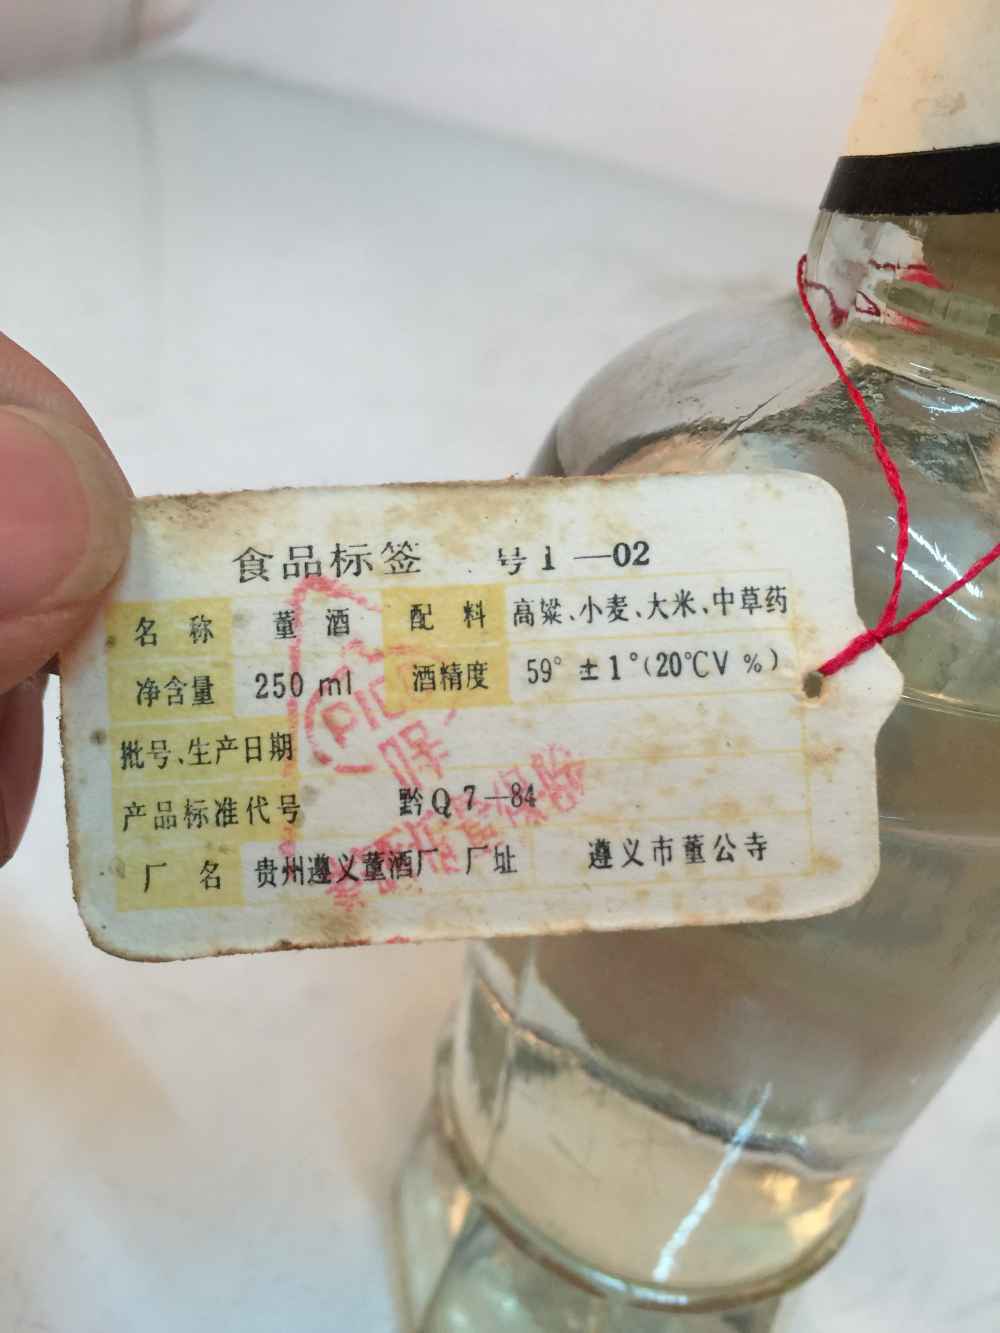 食品标签 号1—02
名称 董酒 配料 高粱、小麦、大米、中草药
净含量 250 ml 酒精度 59° ±1°(20℃V %)
批号、生产日期
产品标准代号 黔Q7—84
厂名 贵州遵义董酒厂 厂址 遵义市董公寺